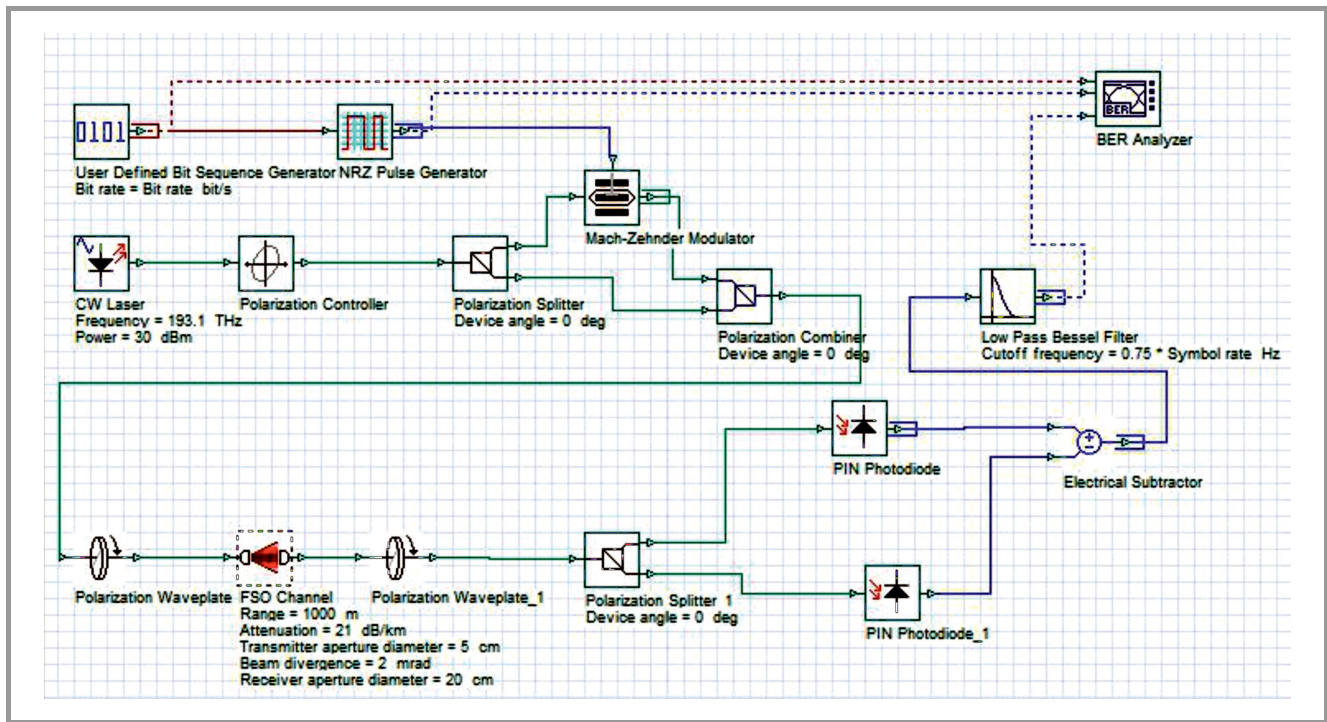 0101
BER
BER Analyzer
User Defined Bit Sequence Generator
Bit rate = Bit rate bit/s
NRZ Pulse Generator
Mach-Zehnder Modulator
CW Laser
Frequency = 193.1 THz
Power = 30 dBm
Polarization Controller
Polarization Splitter
Device angle = 0 deg
Polarization Combiner
Device angle = 0 deg
Low Pass Bessel Filter
Cutoff frequency = 0.75 * Symbol rate Hz
PIN Photodiode
Electrical Subtractor
Polarization Waveplate
FSO Channel
Range = 1000 m
Attenuation = 21 dB/km
Transmitter aperture diameter = 5 cm
Beam divergence = 2 mrad
Receiver aperture diameter = 20 cm
Polarization Waveplate_1
Polarization Splitter 1
Device angle = 0 deg
PIN Photodiode_1